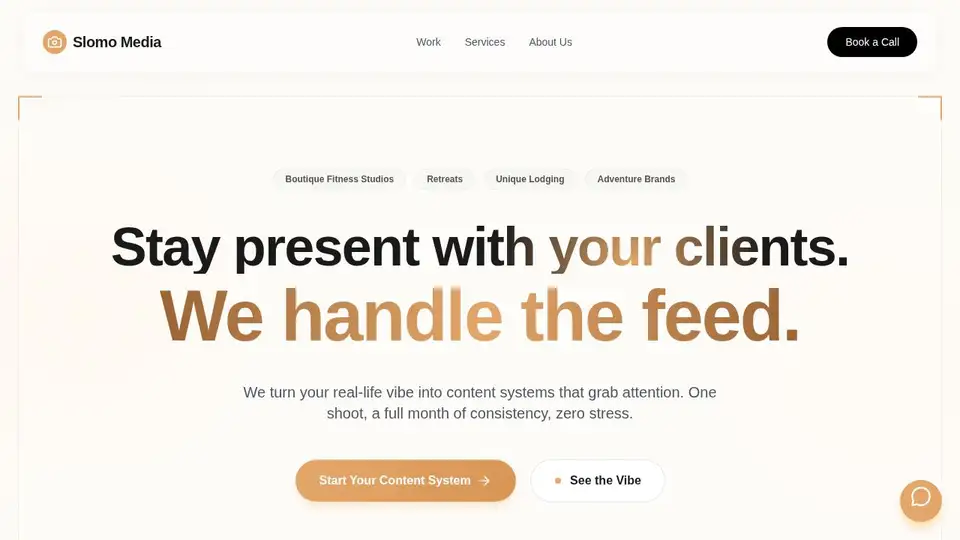 Slomo Media
Work
Services
About Us
Book a Call
Boutique Fitness Studios
Retreats
Unique Lodging
Adventure Brands
Stay present with your clients.
We handle the feed.
We turn your real-life vibe into content systems that grab attention. One
shoot, a full month of consistency, zero stress.
Start Your Content System
See the Vibe